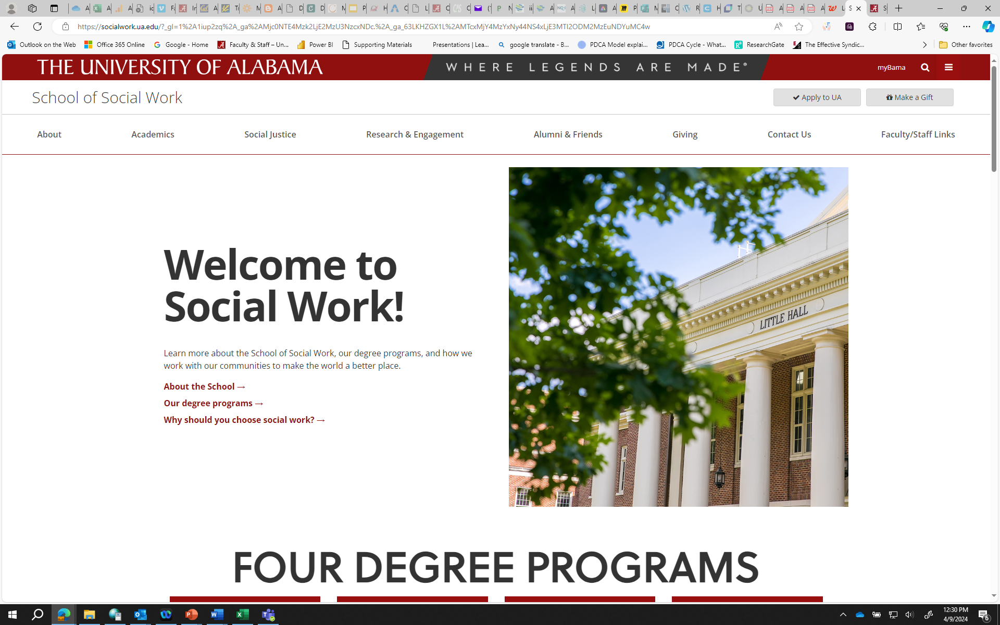 https://socialwork.ua.edu/?_gl=1%2A1iup2zq%2A_ga%2AMjc0NTE4Mzk2LjE2MzU3NzcxNDc.%2A_ga_63LKHZGX1L%2AMTcxMjY4MzYxNy44NS4xLjE3MTI2ODM2MzEuNDYuMC4w
Outlook on the Web
Office 365 Online
Google - Home
Faculty & Staff – Un...
Power BI
Supporting Materials
Presentations | Lea...
google translate - B...
PDCA Model explai...
PDCA Cycle - What...
ResearchGate
The Effective Syndic...
Other favorites
THE UNIVERSITY OF ALABAMA
WHERE LEGENDS ARE MADE®
myBama
School of Social Work
Apply to UA
Make a Gift
About
Academics
Social Justice
Research & Engagement
Alumni & Friends
Giving
Contact Us
Faculty/Staff Links
Welcome to
Social Work!
LITTLE HALL
Learn more about the School of Social Work, our degree programs, and how we
work with our communities to make the world a better place.
About the School →
Our degree programs →
Why should you choose social work? →
FOUR DEGREE PROGRAMS
12:30 PM
4/9/2024
6